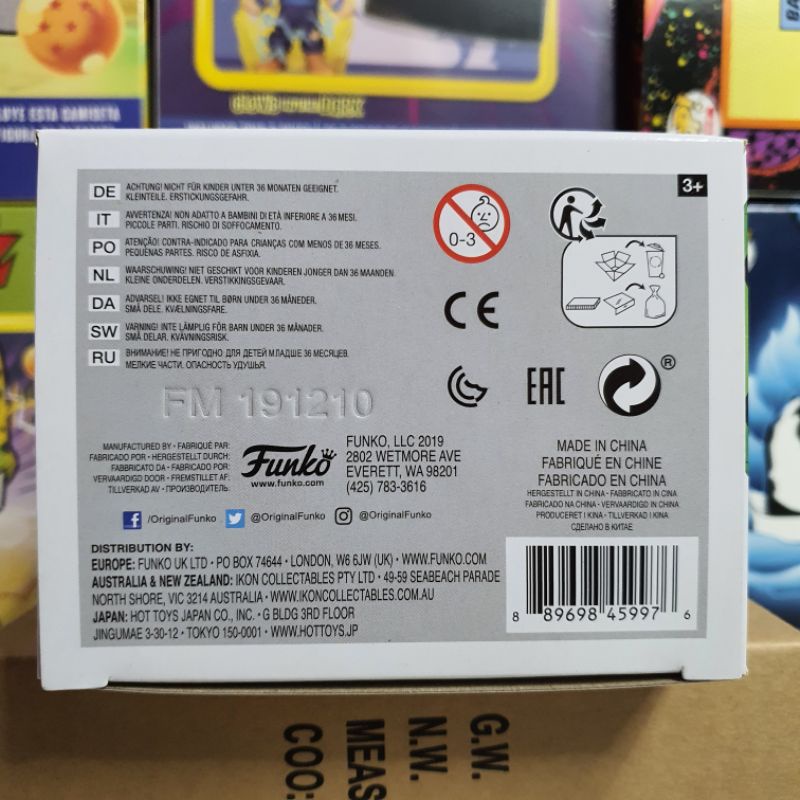 LUYE ESTA CAMISETA
DE ACHTUNG! NICHT FÜR KINDER UNTER 36 MONATEN GEEIGNET.
KLEINTEILE. ERSTICKUNGSGEFAHR.
IT AVVERTENZA! NON ADATTO A BAMBINI DI ETÀ INFERIORE A 36 MESI.
PICCOLE PARTI. RISCHIO DI SOFFOCAMENTO.
PO ATENÇÃO! CONTRA-INDICADO PARA CRIANÇAS COM MENOS DE 36 MESES.
PEQUENAS PARTES. RISCO DE ASFIXIA.
NL WAARSCHUWING! NIET GESCHIKT VOOR KINDEREN JONGER DAN 36 MAANDEN.
KLEINE ONDERDELEN. VERSTIKKINGSGEVAAR.
DA ADVARSEL! IKKE EGNET TIL BØRN UNDER 36 MÅNEDER.
SMÅ DELE. KVÆLNINGSFARE.
SW VARNING! INTE LÄMPLIG FÖR BARN UNDER 36 MÅNADER.
SMÅ DELAR. KVÄVNINGSRISK.
RU ВНИМАНИЕ! НЕ ПРИГОДНО ДЛЯ ДЕТЕЙ МЛАДШЕ 36 МЕСЯЦЕВ.
МЕЛКИЕ ЧАСТИ. ОПАСНОСТЬ УДУШЬЯ.
0-3
3+
CE
EAC
®
FM 191210
MANUFACTURED BY • FABRIQUÉ PAR:
FABRICADO POR • HERGESTELLT DURCH:
FABBRICATO DA • FABRICADO POR:
VERVAARDIGD DOOR • FREMSTILLET AF:
TILLVERKAD AV • ПРОИЗВОДИТЕЛЬ:
Funko
www.funko.com
FUNKO, LLC 2019
2802 WETMORE AVE
EVERETT, WA 98201
(425) 783-3616
MADE IN CHINA
FABRIQUÉ EN CHINE
FABRICADO EN CHINA
HERGESTELLT IN CHINA • FABBRICATO IN CINA
FABRICADO NA CHINA • VERVAARDIGD IN CHINA
PRODUCERET I KINA • TILLVERKAD I KINA
СДЕЛАНО В КИТАЕ
/OriginalFunko @OriginalFunko @OriginalFunko
DISTRIBUTION BY:
EUROPE: FUNKO UK LTD • PO BOX 74644 • LONDON, W6 6JW (UK) • WWW.FUNKO.COM
AUSTRALIA & NEW ZEALAND: IKON COLLECTABLES PTY LTD • 49-59 SEABEACH PARADE
NORTH SHORE, VIC 3214 AUSTRALIA • WWW.IKONCOLLECTABLES.COM.AU
JAPAN: HOT TOYS JAPAN CO., INC. • G BLDG 3RD FLOOR
JINGUMAE 3-30-12 • TOKYO 150-0001 • WWW.HOTTOYS.JP
8 89698 45997 6
G.W.
N.W.
MEAS
COO: